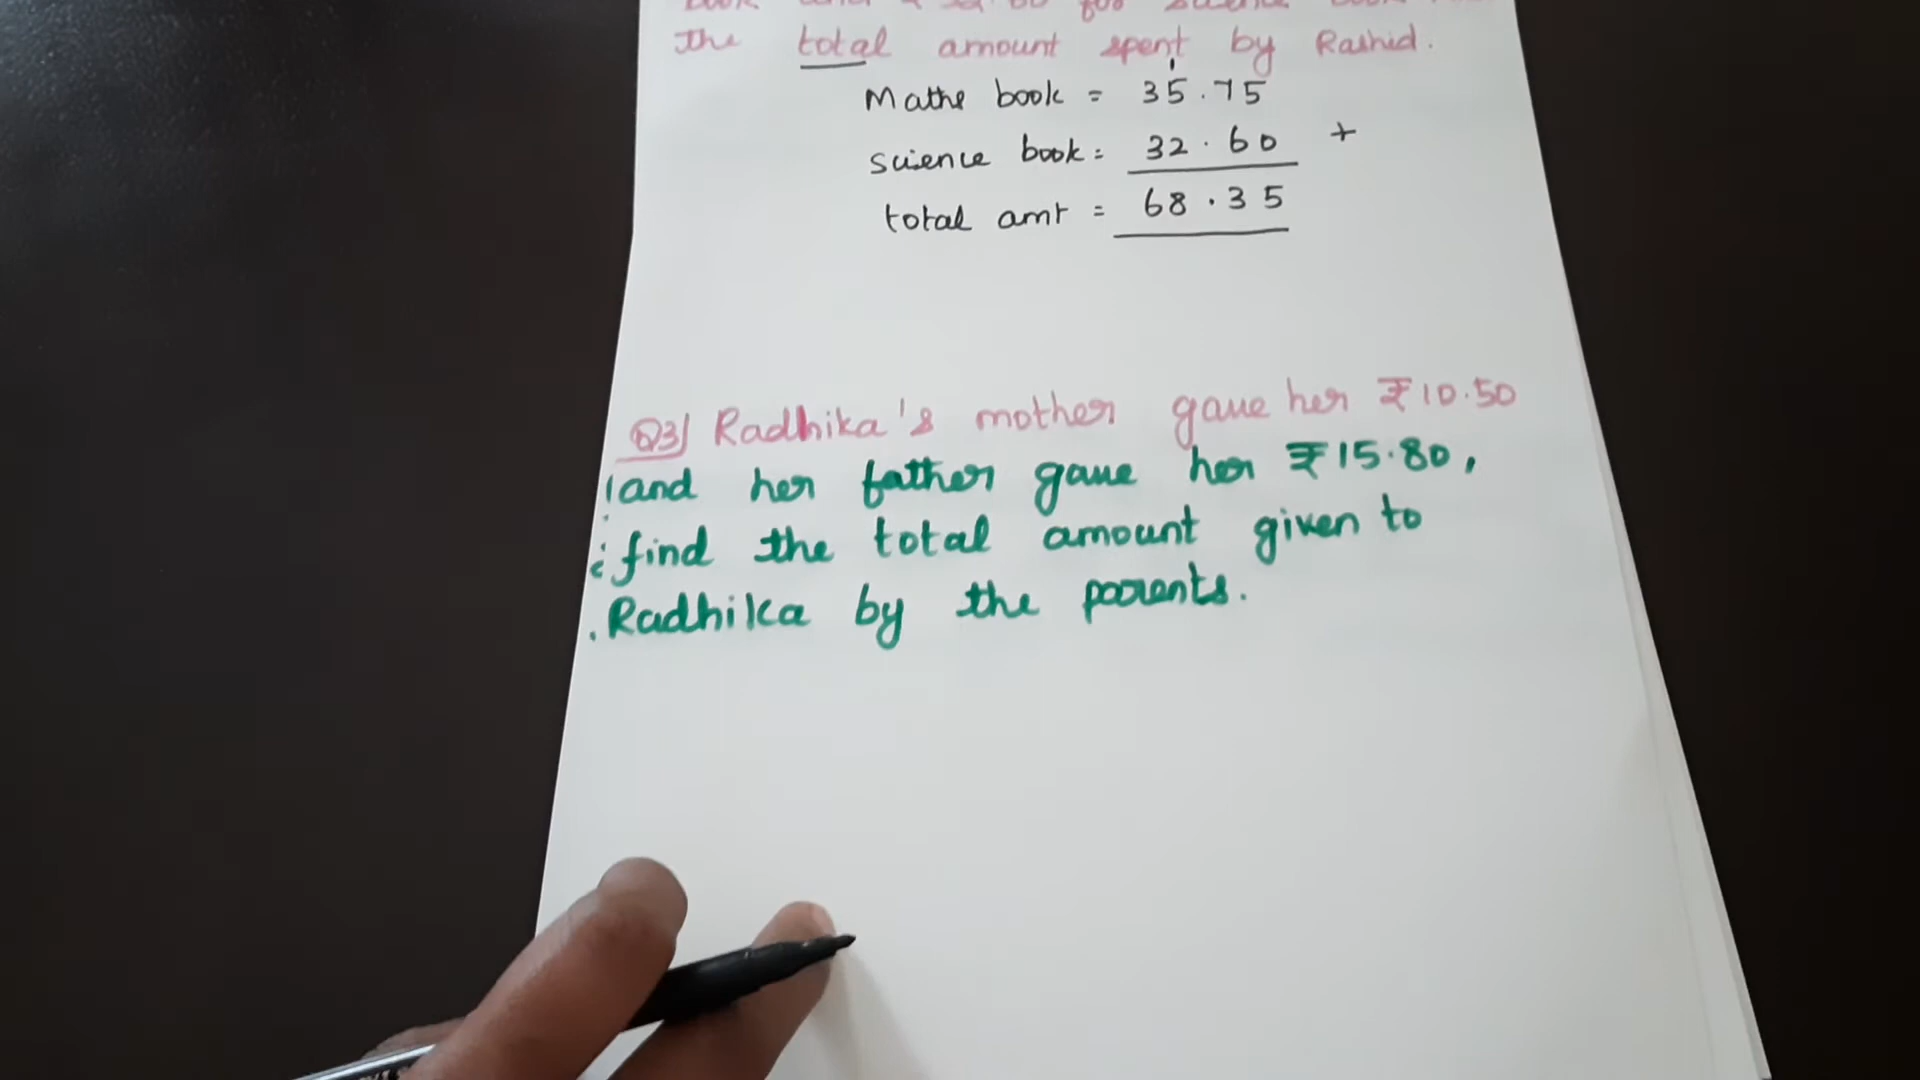 the total amount spent by Rashid.
Maths book = 35.75
1
science book = 32.60 +
total amt = 68.35
Q3) Radhika's mother gave her ₹10.50
and her father gave her ₹15.80,
find the total amount given to
Radhika by the parents.